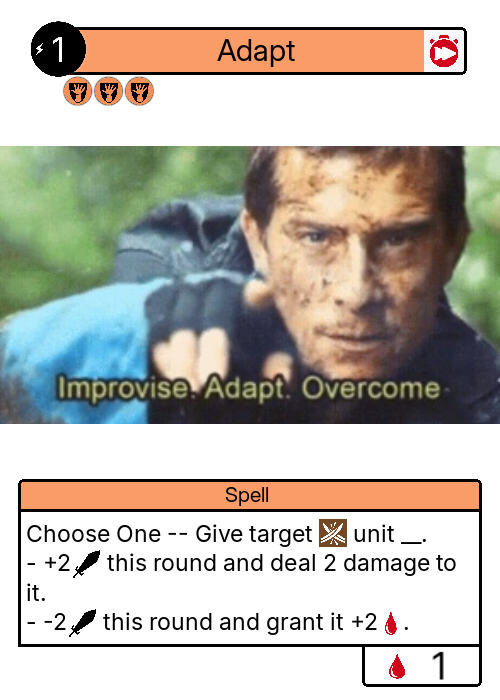 1 Adapt
Improvise. Adapt. Overcome
Spell
Choose One -- Give target unit __.
- +2 this round and deal 2 damage to
it.
- -2 this round and grant it +2 .
1